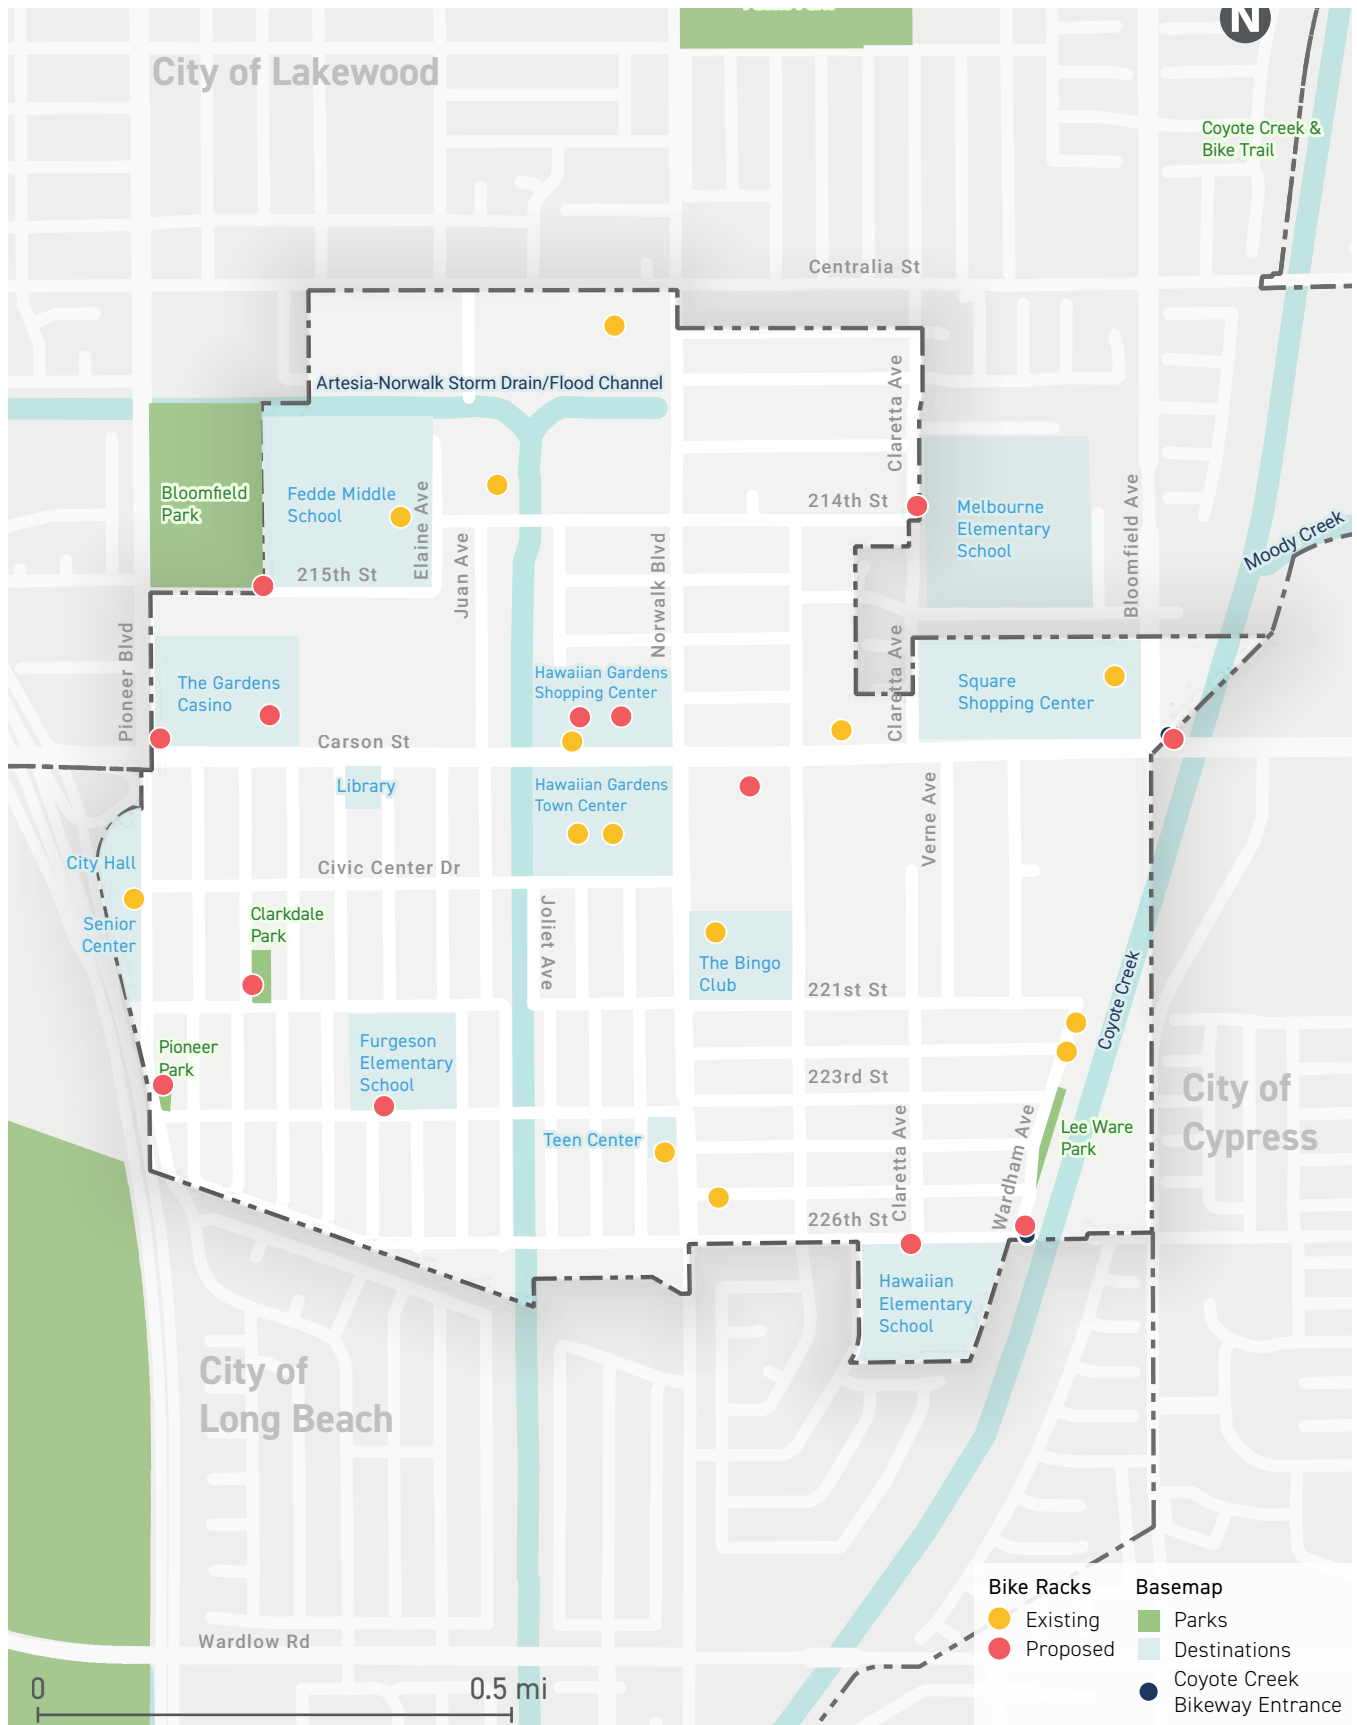 N
City of Lakewood
Coyote Creek &
Bike Trail
Centralia St
Artesia-Norwalk Storm Drain/Flood Channel
Claretta Ave
Bloomfield
Park
Fedde Middle
School
Elaine Ave
214th St
Melbourne
Elementary
School
Bloomfield Ave
Moody Creek
215th St
Juan Ave
Norwalk Blvd
Pioneer Blvd
The Gardens
Casino
Hawaiian Gardens
Shopping Center
Claretta Ave
Square
Shopping Center
Carson St
Library
Hawaiian Gardens
Town Center
Verne Ave
City Hall
Civic Center Dr
Senior
Center
Clarkdale
Park
Joliet Ave
The Bingo
Club
221st St
Coyote Creek
Pioneer
Park
Furgeson
Elementary
School
223rd St
City of
Cypress
Teen Center
Claretta Ave
Wardham Ave
Lee Ware
Park
226th St
Hawaiian
Elementary
School
City of
Long Beach
Wardlow Rd
0
0.5 mi
Bike Racks
Existing
Proposed
Basemap
Parks
Destinations
Coyote Creek
Bikeway Entrance